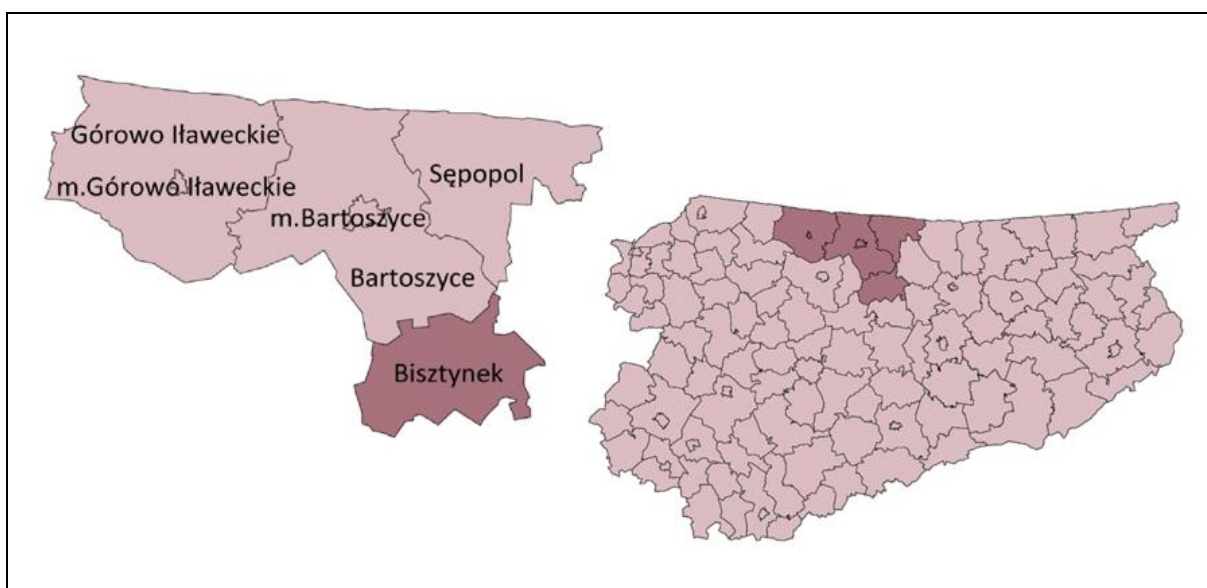 Górowo Iławeckie
m.Górowo Iławeckie
Sępopol
m.Bartoszyce
Bartoszyce
Bisztynek